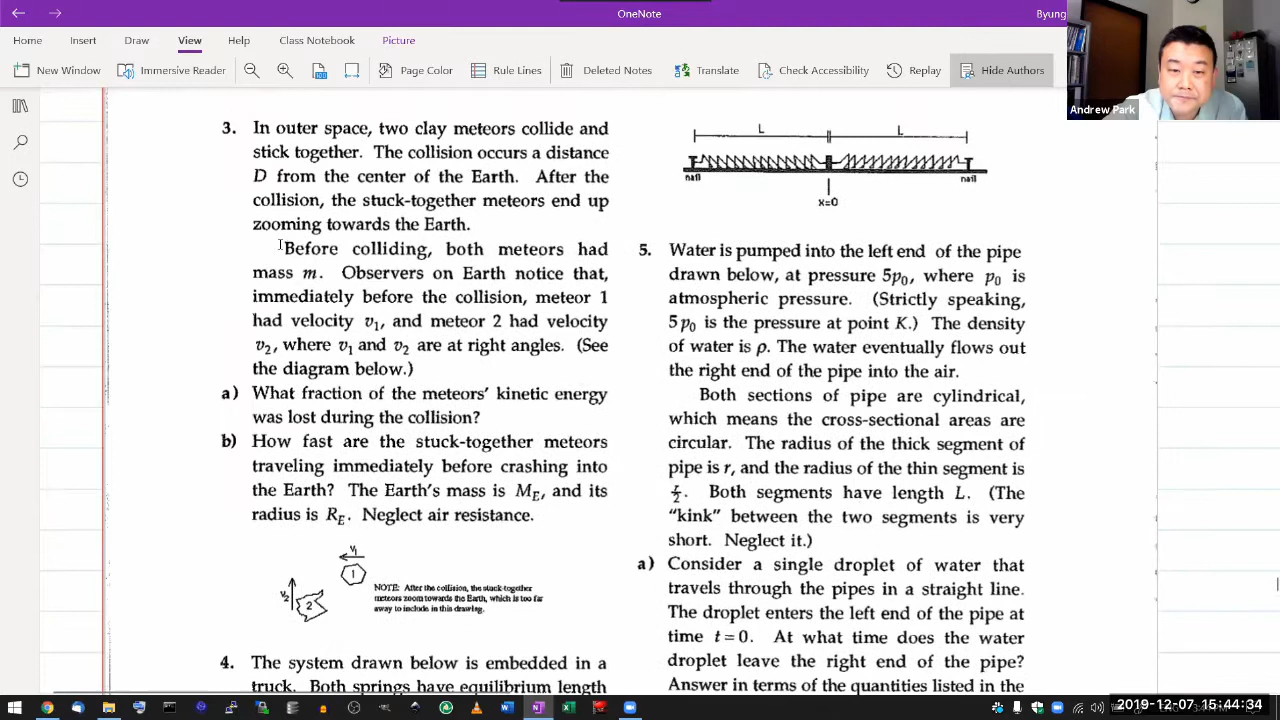 OneNote
Byung
Home Insert Draw View Help Class Notebook Picture
New Window Immersive Reader Page Color Rule Lines Deleted Notes Translate Check Accessibility Replay Hide Authors
Andrew Park
3. In outer space, two clay meteors collide and
stick together. The collision occurs a distance
D from the center of the Earth. After the
collision, the stuck-together meteors end up
zooming towards the Earth.
Before colliding, both meteors had
mass m. Observers on Earth notice that,
immediately before the collision, meteor 1
had velocity v₁, and meteor 2 had velocity
v₂, where v₁ and v₂ are at right angles. (See
the diagram below.)
a) What fraction of the meteors' kinetic energy
was lost during the collision?
b) How fast are the stuck-together meteors
traveling immediately before crashing into
the Earth? The Earth's mass is M_E, and its
radius is R_E. Neglect air resistance.
v₁
1
v₂
2
NOTE: After the collision, the stuck-together
meteors zoom towards the Earth, which is too far
away to include in this drawing.
4. The system drawn below is embedded in a
truck. Both springs have equilibrium length
L L
nail nail
x=0
5. Water is pumped into the left end of the pipe
drawn below, at pressure 5p₀, where p₀ is
atmospheric pressure. (Strictly speaking,
5p₀ is the pressure at point K.) The density
of water is ρ. The water eventually flows out
the right end of the pipe into the air.
Both sections of pipe are cylindrical,
which means the cross-sectional areas are
circular. The radius of the thick segment of
pipe is r, and the radius of the thin segment is
r/2. Both segments have length L. (The
"kink" between the two segments is very
short. Neglect it.)
a) Consider a single droplet of water that
travels through the pipes in a straight line.
The droplet enters the left end of the pipe at
time t=0. At what time does the water
droplet leave the right end of the pipe?
Answer in terms of the quantities listed in the
2019-12-07 15:44:34